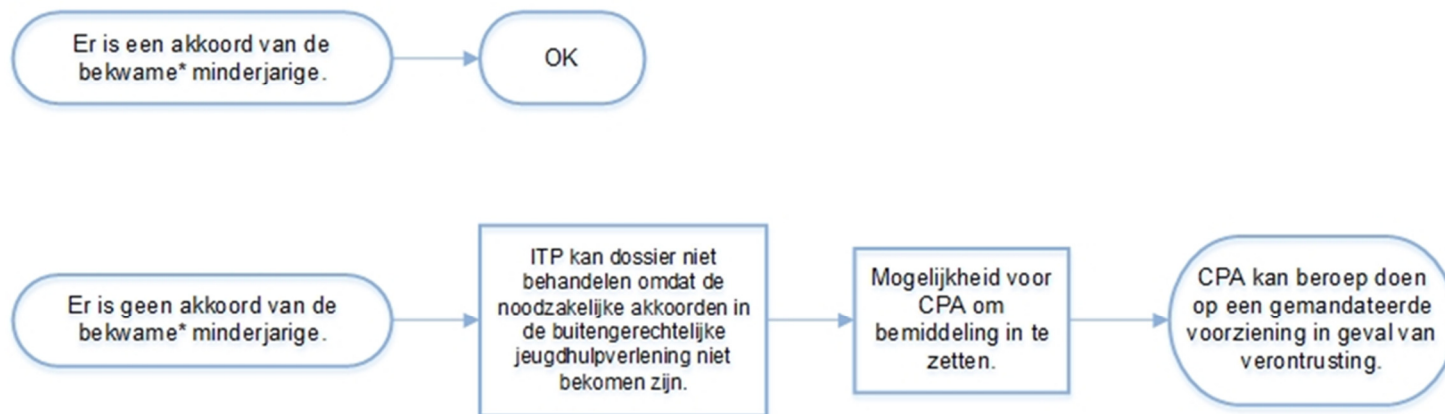 Er is een akkoord van de
bekwame* minderjarige.
OK
Er is geen akkoord van de
bekwame* minderjarige.
ITP kan dossier niet
behandelen omdat de
noodzakelijke akkoorden in
de buitengerechtelijke
jeugdhulpverlening niet
bekomen zijn.
Mogelijkheid voor
CPA om
bemiddeling in te
zetten.
CPA kan beroep doen
op een gemandateerde
voorziening in geval van
verontrusting.